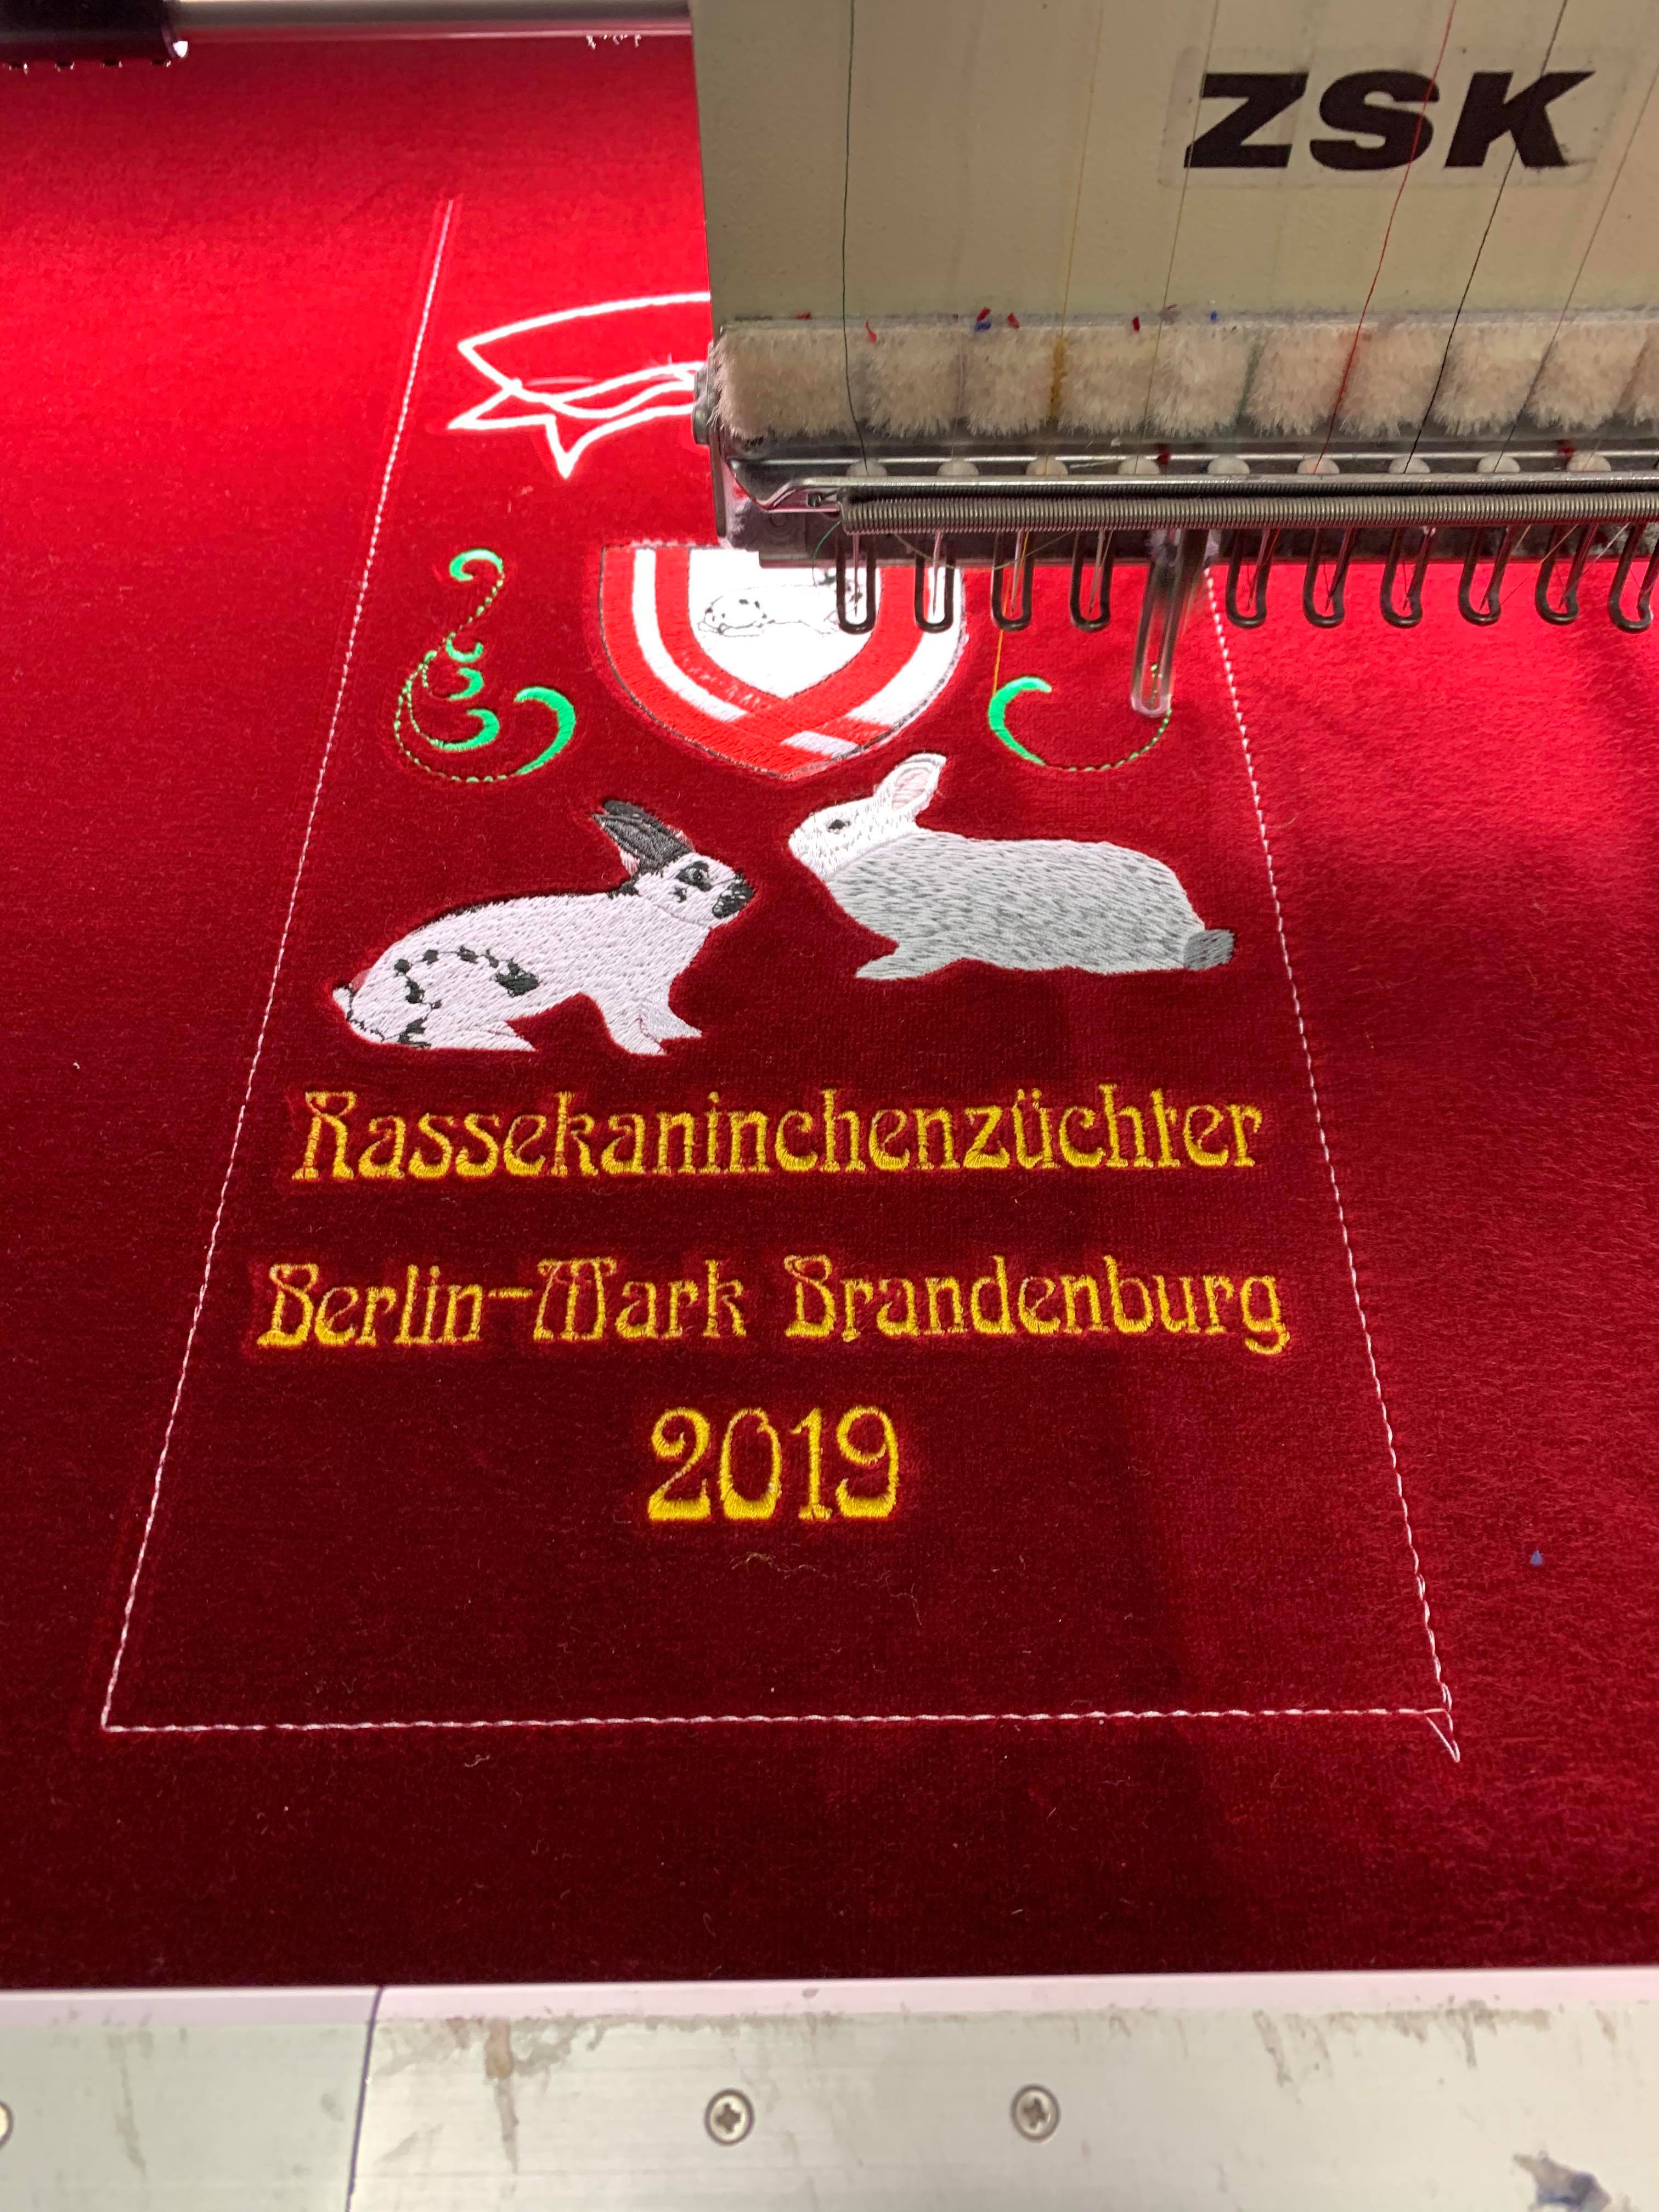 ZSK
Rassekaninchenzüchter
Berlin-Mark Brandenburg
2019